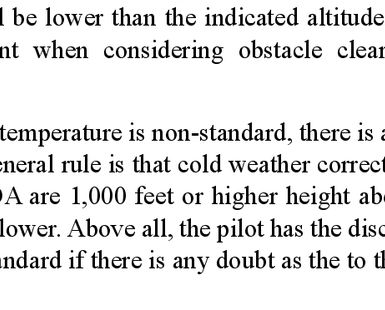 l be lower than the indicated altitude
nt when considering obstacle clear
temperature is non-standard, there is a
eneral rule is that cold weather correct
DA are 1,000 feet or higher height abo
lower. Above all, the pilot has the disc
andard if there is any doubt as the to th